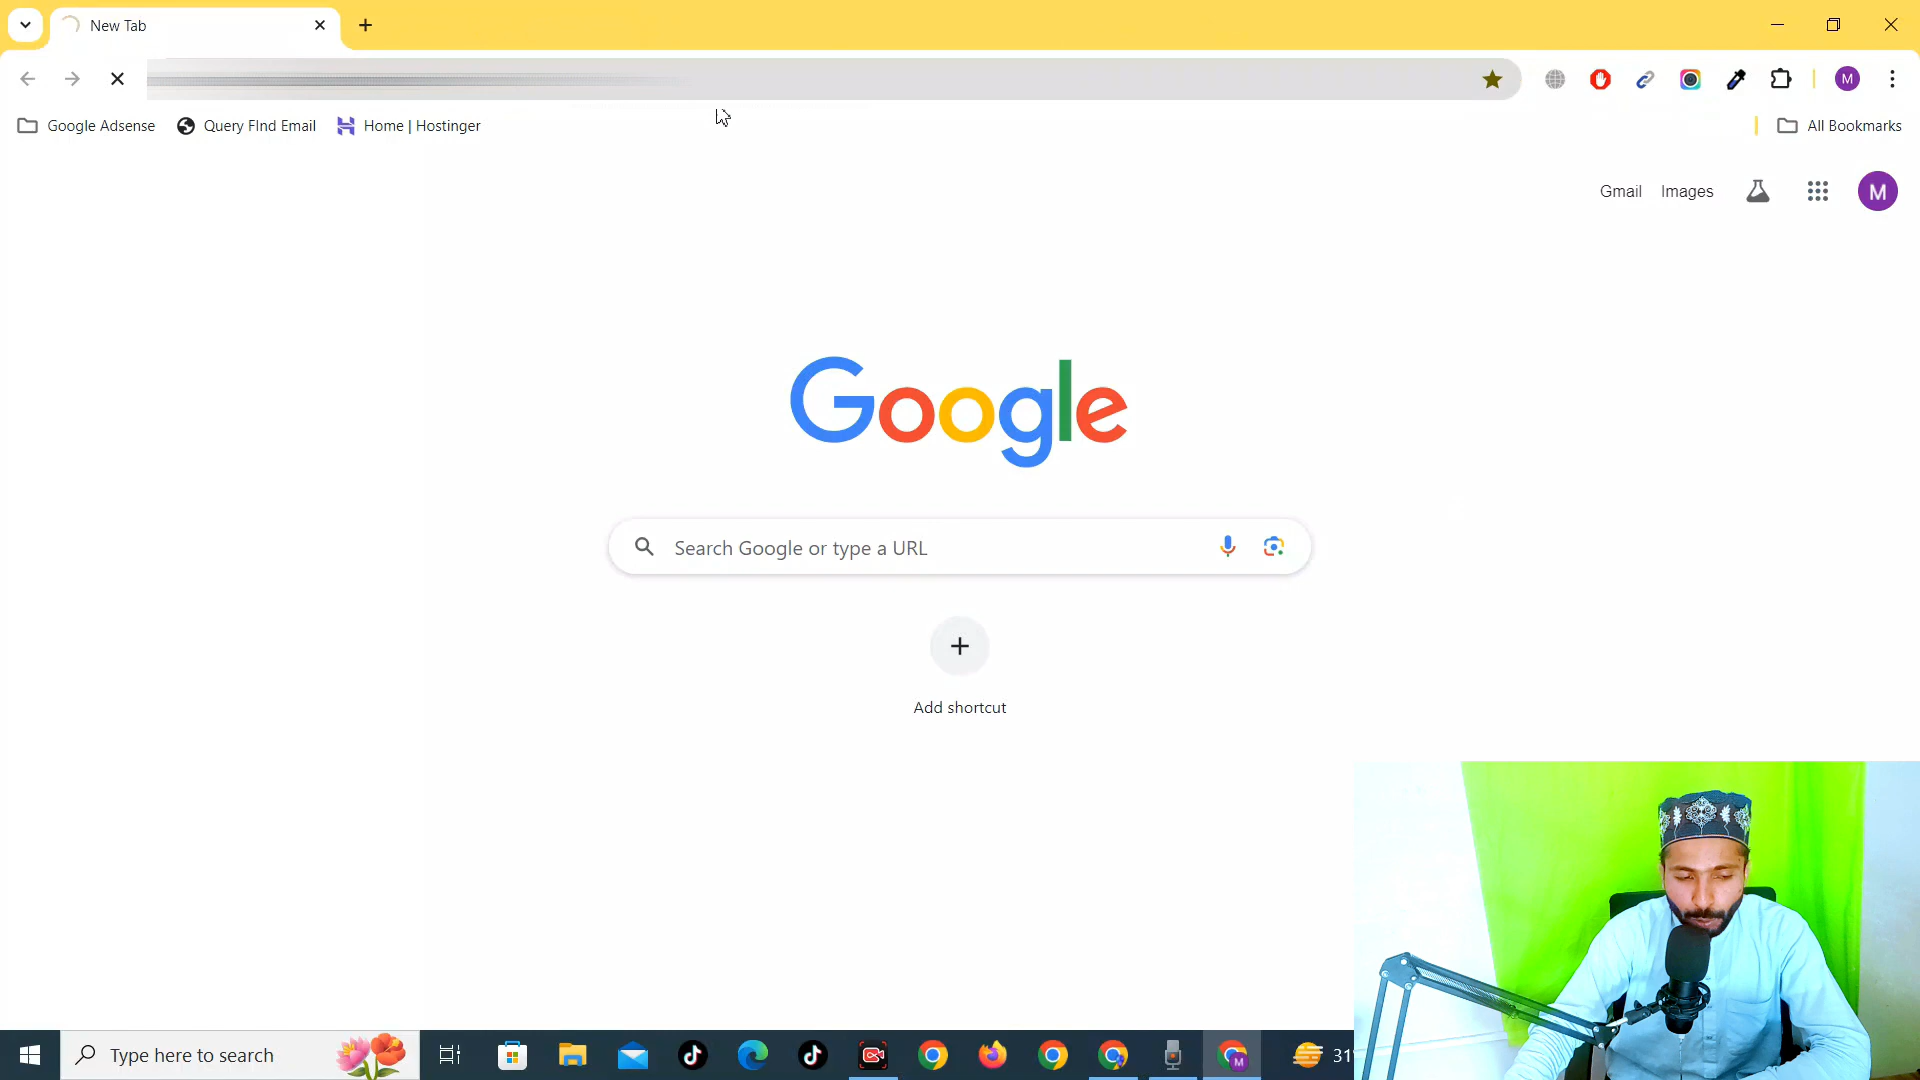 New Tab
Google Adsense
Query FInd Email
Home | Hostinger
All Bookmarks
M
Gmail
Images
M
Google
Search Google or type a URL
Add shortcut
Type here to search
M
31°